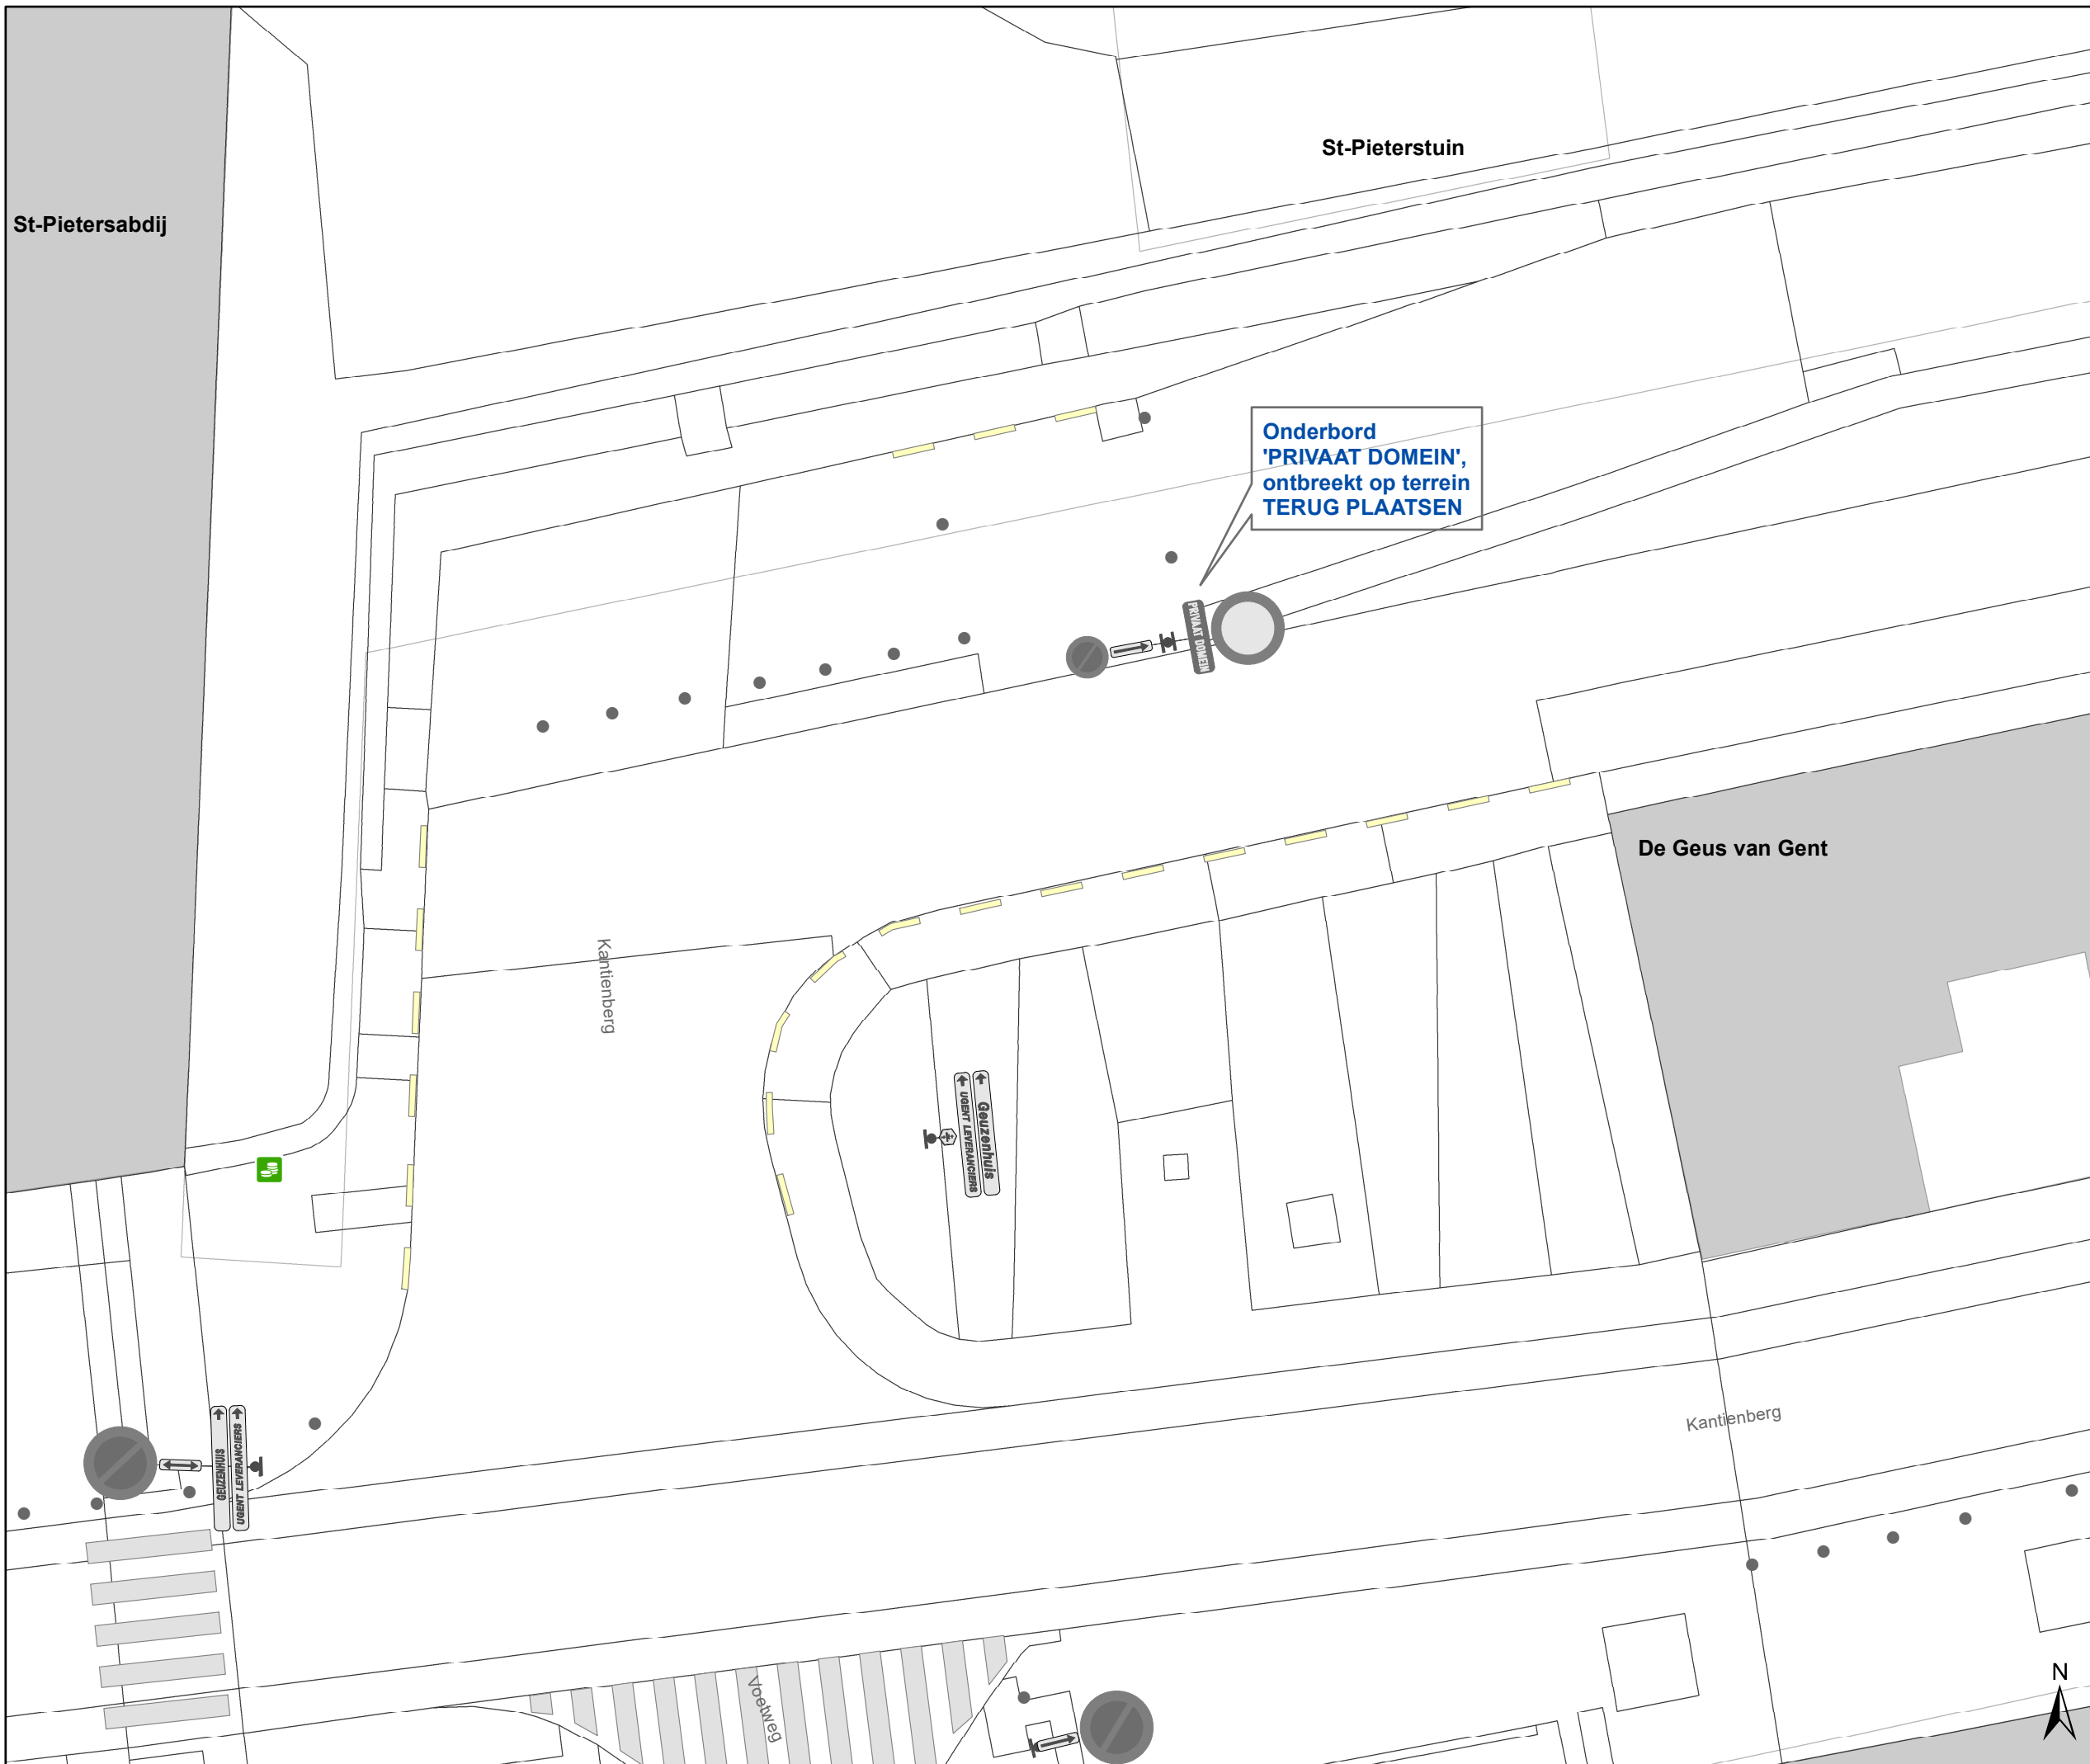 St-Pieterstuin
St-Pietersabdij
Onderbord
'PRIVAAT DOMEIN',
ontbreekt op terrein
TERUG PLAATSEN
PRIVAAT DOMEIN
De Geus van Gent
Kantienberg
Geuzenhuis
UGENT LEVERANCIERS
Kantienberg
GEUZENHUIS
UGENT LEVERANCIERS
Voetweg
N